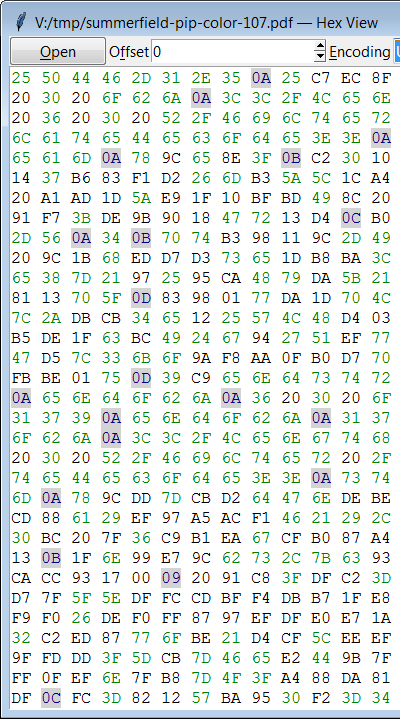 V:/tmp/summerfield-pip-color-107.pdf — Hex View
Open Offset 0 Encoding
25 50 44 46 2D 31 2E 35 0A 25 C7 EC 8F
20 30 20 6F 62 6A 0A 3C 3C 2F 4C 65 6E
20 36 20 30 20 52 2F 46 69 6C 74 65 72
6C 61 74 65 44 65 63 6F 64 65 3E 3E 0A
65 61 6D 0A 78 9C 65 8E 3F 0B C2 30 10
14 37 B6 83 F1 D2 26 6D B3 5A 5C 1C A4
20 A1 AD 1D 5A E9 1F 10 BF BD 49 8C 20
91 F7 3B DE 9B 90 18 47 72 13 D4 0C B0
2D 56 0A 34 0B 70 74 B3 98 11 9C 2D 49
20 9C 1B 68 ED D7 D3 73 65 1D B8 BA 3C
65 38 7D 21 97 25 95 CA 48 79 DA 5B 21
81 13 70 5F 0D 83 98 01 77 DA 1D 70 4C
7C 2A DB CB 34 65 12 25 57 4C 48 D4 03
B5 DE 1F 63 BC 49 24 67 94 27 51 EF 77
47 D5 7C 33 6B 6F 9A F8 AA 0F B0 D7 70
FB BE 01 75 0D 39 C9 65 6E 64 73 74 72
0A 65 6E 64 6F 62 6A 0A 36 20 30 20 6F
31 37 39 0A 65 6E 64 6F 62 6A 0A 31 37
6F 62 6A 0A 3C 3C 2F 4C 65 6E 67 74 68
20 30 20 52 2F 46 69 6C 74 65 72 20 2F
74 65 44 65 63 6F 64 65 3E 3E 0A 73 74
6D 0A 78 9C DD 7D CB D2 64 47 6E DE BE
CD 88 61 29 EF 97 A5 AC F1 46 21 29 2C
30 BC 20 7F 36 C9 B1 EA 67 CF B0 87 A4
13 0B 1F 6E 99 E7 9C 62 73 2C 7B 63 93
CA CC 93 17 00 09 20 91 C8 3F DF C2 3D
D7 7F 5F 5E DF FC CD BF F4 DB B7 1F E8
F9 F0 26 DE F0 FF 87 97 EF DF E0 E7 1A
32 C2 ED 87 77 6F BE 21 D4 CF 5C EE EF
9F FD DD 3F 5D CB 7D 46 65 E2 44 9B 7F
FF 0F EF 6E 7F B8 7D 4F 3F A4 88 DA 81
DF 0C FC 3D 82 12 57 BA 95 30 F2 3D 34